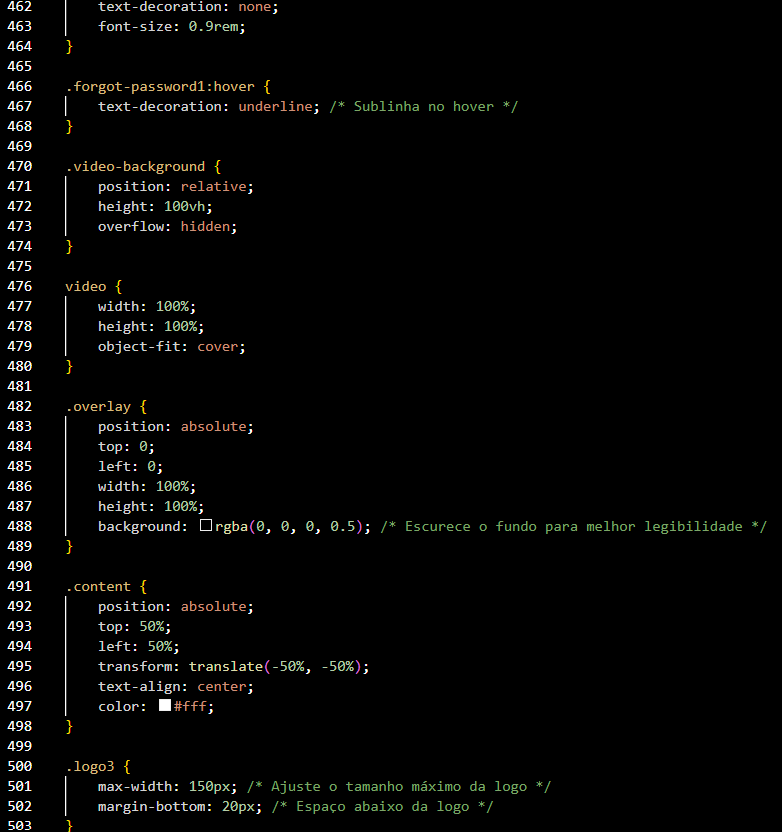 462 text-decoration: none;
463 font-size: 0.9rem;
464 }
465
466 .forgot-password1:hover {
467 text-decoration: underline; /* Sublinha no hover */
468 }
469
470 .video-background {
471 position: relative;
472 height: 100vh;
473 overflow: hidden;
474 }
475
476 video {
477 width: 100%;
478 height: 100%;
479 object-fit: cover;
480 }
481
482 .overlay {
483 position: absolute;
484 top: 0;
485 left: 0;
486 width: 100%;
487 height: 100%;
488 background: rgba(0, 0, 0, 0.5); /* Escurece o fundo para melhor legibilidade */
489 }
490
491 .content {
492 position: absolute;
493 top: 50%;
494 left: 50%;
495 transform: translate(-50%, -50%);
496 text-align: center;
497 color: #fff;
498 }
499
500 .logo3 {
501 max-width: 150px; /* Ajuste o tamanho máximo da logo */
502 margin-bottom: 20px; /* Espaço abaixo da logo */
503 }